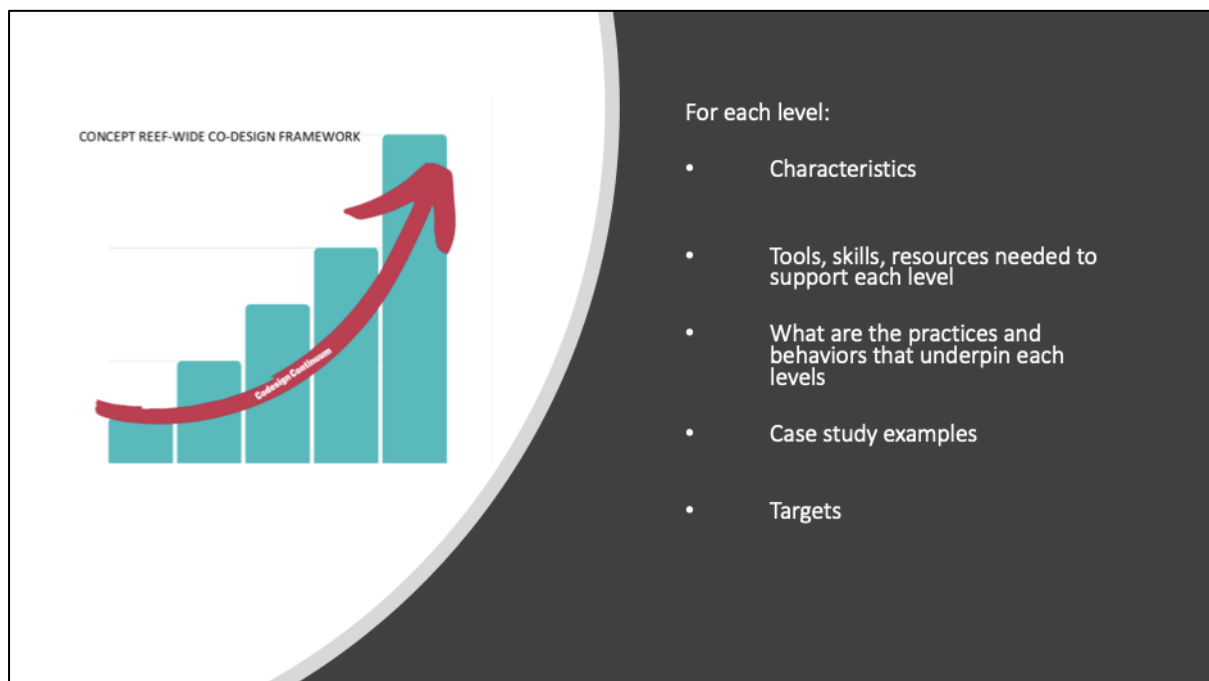 CONCEPT REEF-WIDE CO-DESIGN FRAMEWORK
Codesign Continuum
For each level:
• Characteristics
• Tools, skills, resources needed to
support each level
• What are the practices and
behaviors that underpin each
levels
• Case study examples
• Targets